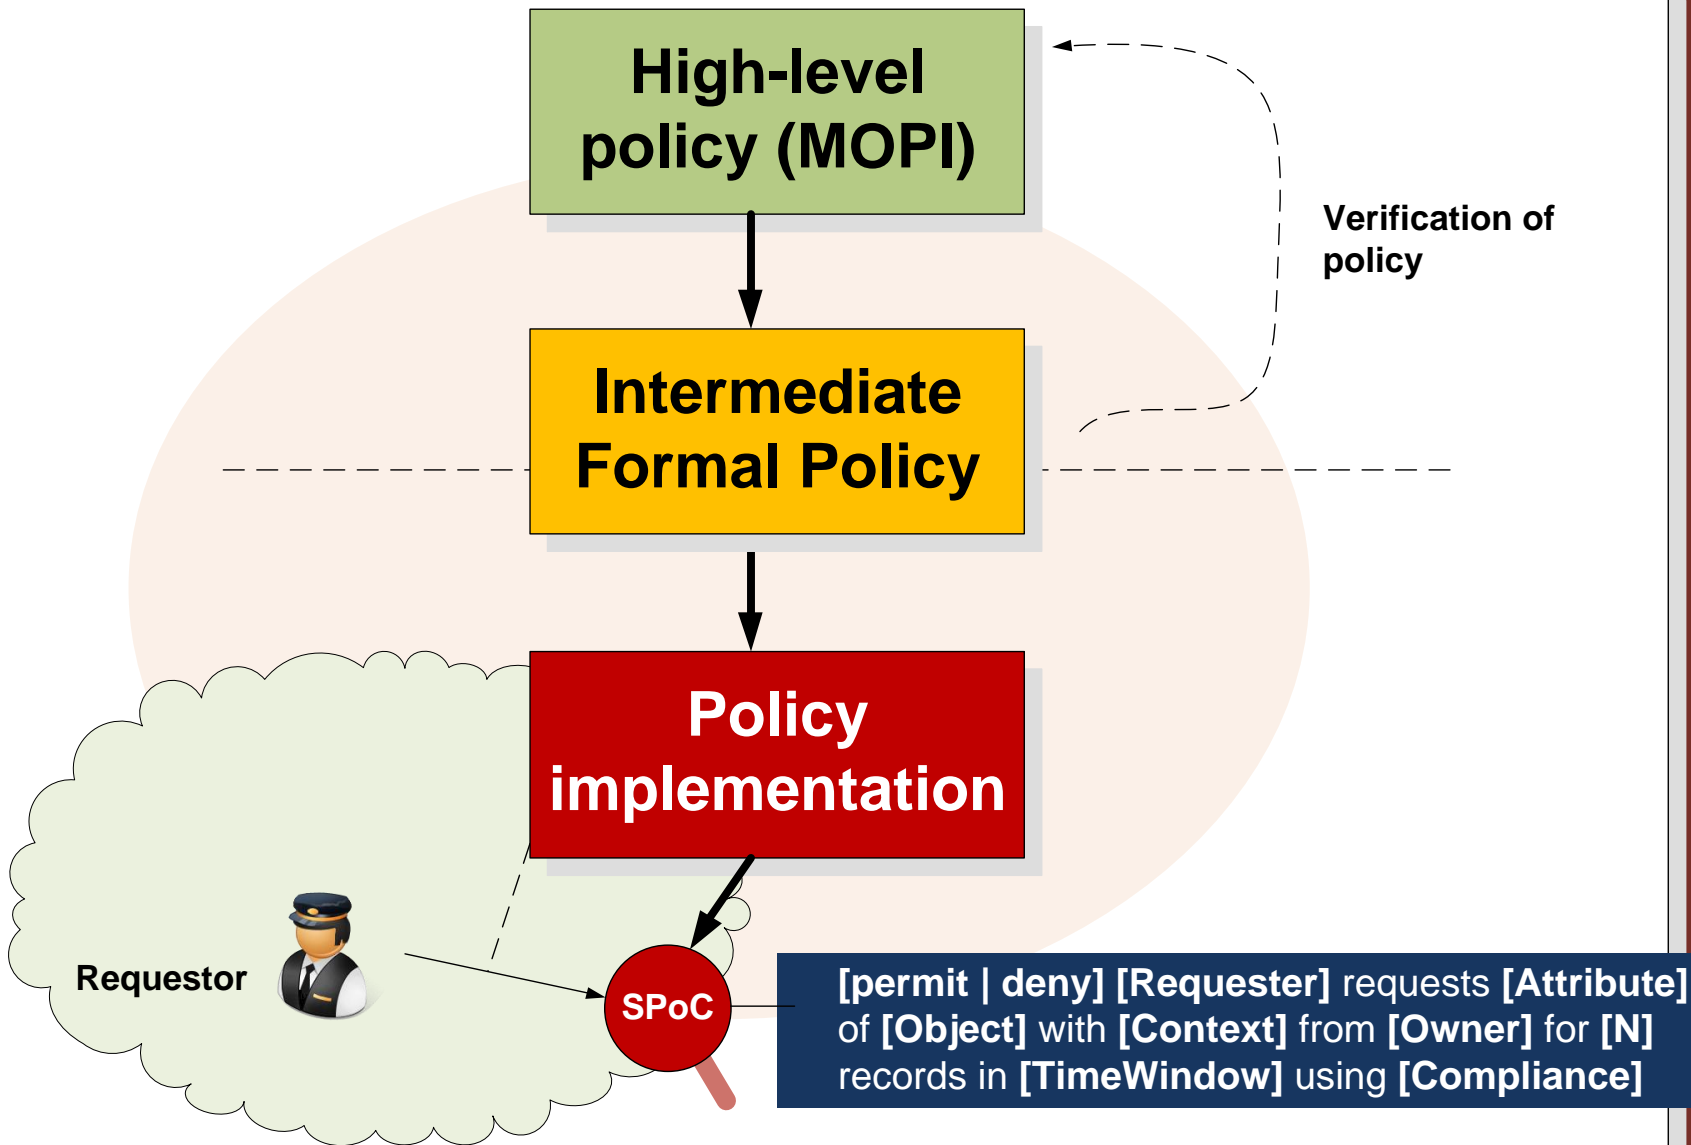 High-level
policy (MOPI)
Verification of
policy
Intermediate
Formal Policy
Policy
implementation
Requestor
SPoC
[permit | deny] [Requester] requests [Attribute]
of [Object] with [Context] from [Owner] for [N]
records in [TimeWindow] using [Compliance]